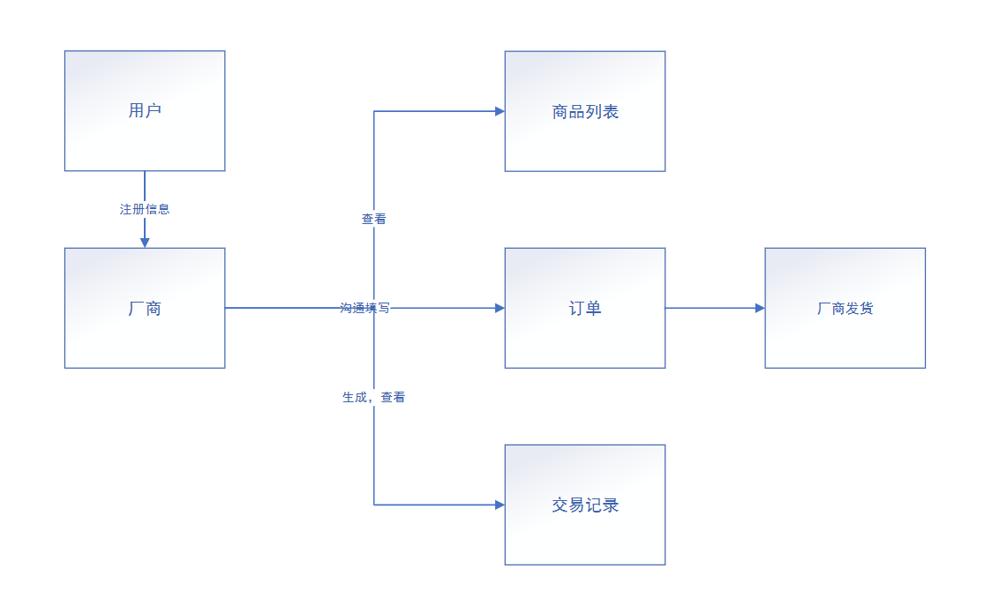 用户
商品列表
注册信息
查看
厂商
沟通填写
订单
厂商发货
生成，查看
交易记录